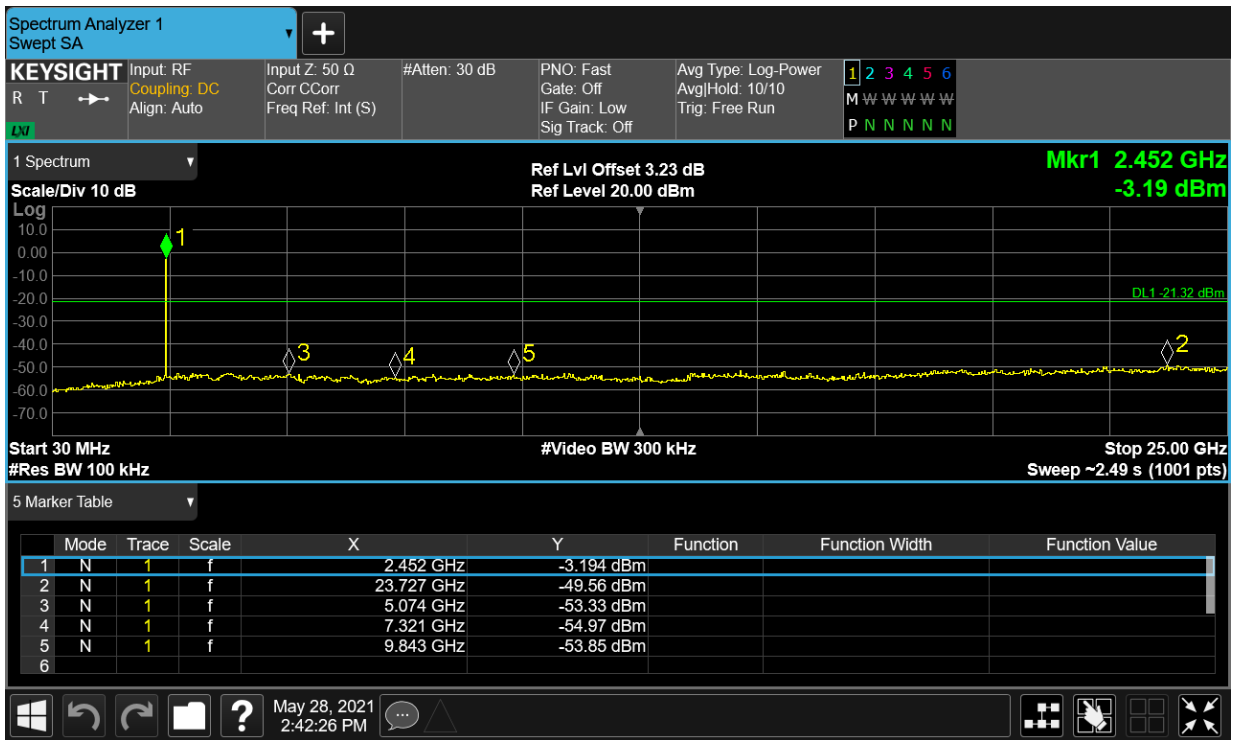 Spectrum Analyzer 1
Swept SA
KEYSIGHT
R T
LXI
Input: RF
Coupling: DC
Align: Auto
Input Z: 50 Ω
Corr CCorr
Freq Ref: Int (S)
#Atten: 30 dB
PNO: Fast
Gate: Off
IF Gain: Low
Sig Track: Off
Avg Type: Log-Power
Avg|Hold: 10/10
Trig: Free Run
1 2 3 4 5 6
M W W W W W W
P N N N N N N
1 Spectrum
Scale/Div 10 dB
Ref Lvl Offset 3.23 dB
Ref Level 20.00 dBm
Mkr1 2.452 GHz
-3.19 dBm
Log
10.0
0.00
-10.0
-20.0
-30.0
-40.0
-50.0
-60.0
-70.0
1
3
4
5
2
DL1 -21.32 dBm
Start 30 MHz
#Res BW 100 kHz
#Video BW 300 kHz
Stop 25.00 GHz
Sweep ~2.49 s (1001 pts)
5 Marker Table
Mode Trace Scale X Y Function Function Width Function Value
1 N 1 f 2.452 GHz -3.194 dBm
2 N 1 f 23.727 GHz -49.56 dBm
3 N 1 f 5.074 GHz -53.33 dBm
4 N 1 f 7.321 GHz -54.97 dBm
5 N 1 f 9.843 GHz -53.85 dBm
6
?
May 28, 2021
2:42:26 PM